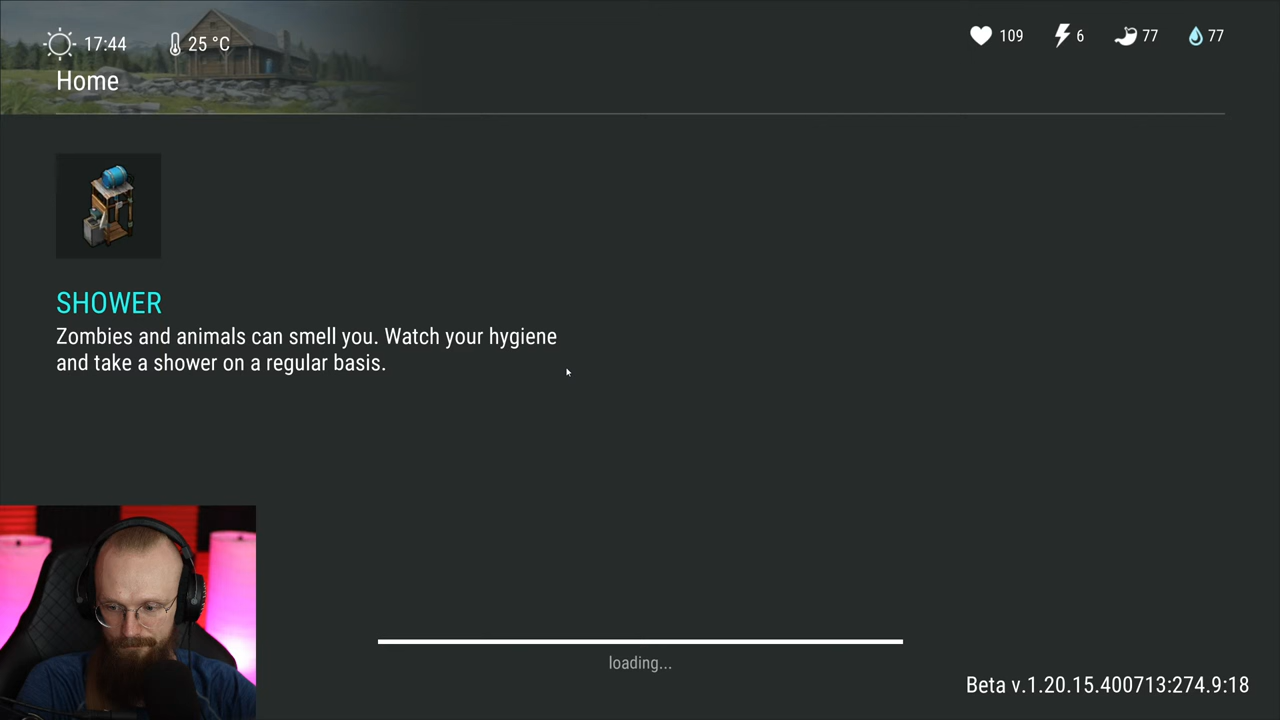 17:44
25 °C
109
6
77
77
Home
SHOWER
Zombies and animals can smell you. Watch your hygiene
and take a shower on a regular basis.
loading...
Beta v.1.20.15.400713:274.9:18